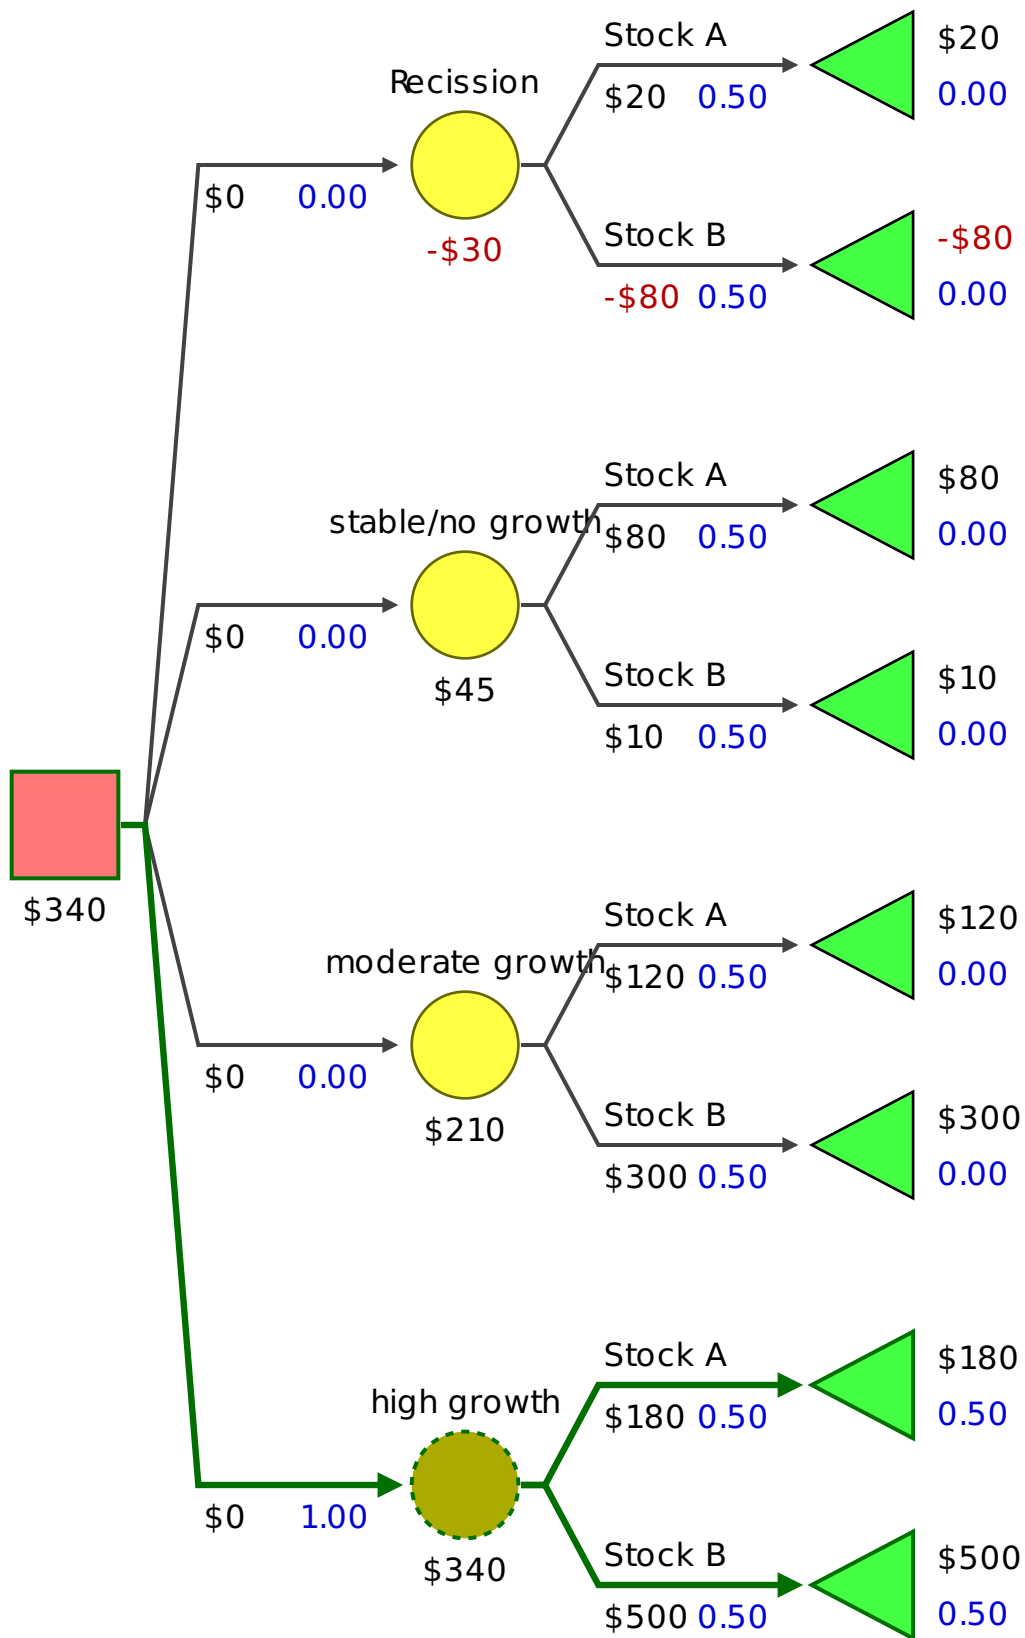 Stock A
$20
Recission
$20 0.50
0.00
$0 0.00
Stock B
-$80
-$30
-$80 0.50
0.00
Stock A
$80
stable/no growth
$80 0.50
0.00
$0 0.00
Stock B
$10
$45
$10 0.50
0.00
$340
Stock A
$120
moderate growth
$120 0.50
0.00
$0 0.00
Stock B
$300
$210
$300 0.50
0.00
Stock A
$180
high growth
$180 0.50
0.50
$0 1.00
Stock B
$500
$340
$500 0.50
0.50